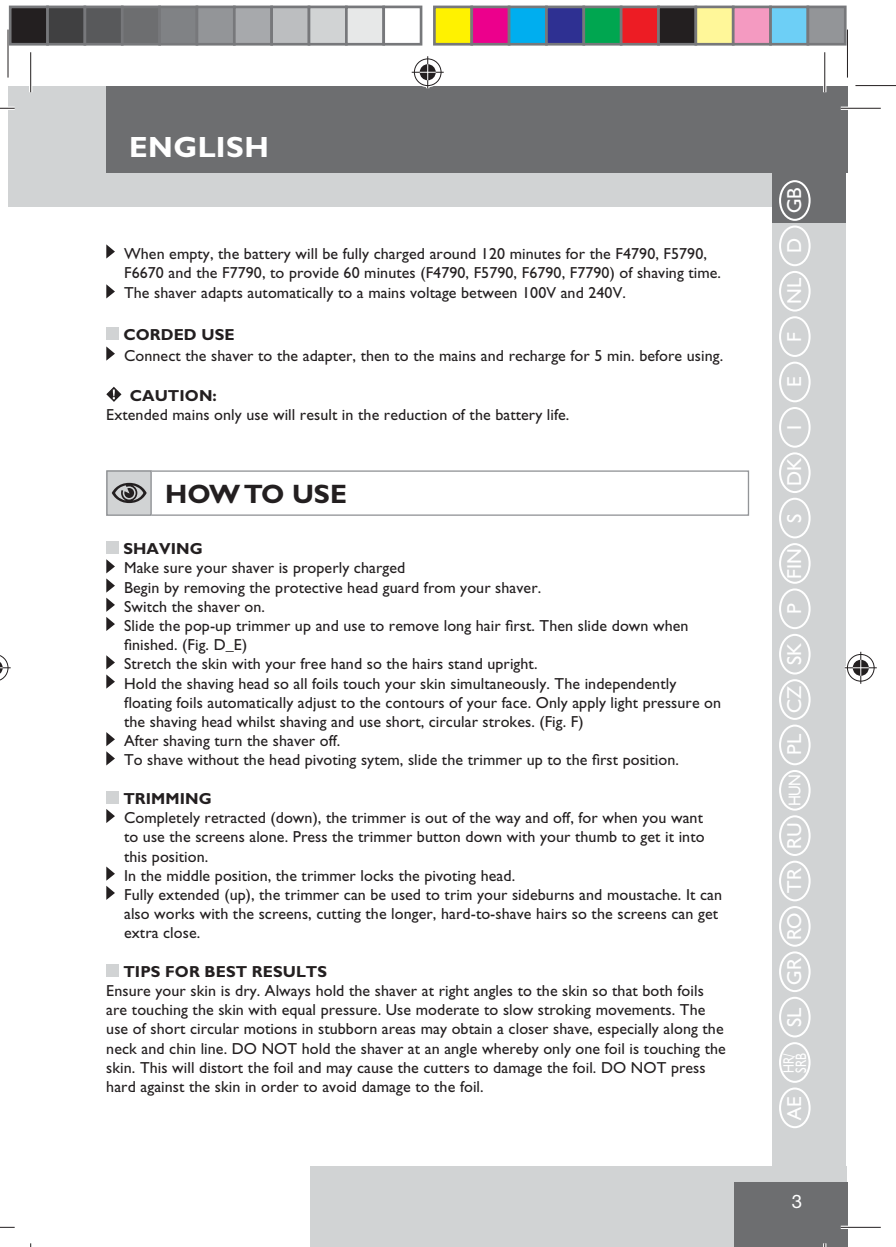 ENGLISH
When empty, the battery will be fully charged around 120 minutes for the F4790, F5790,
F6670 and the F7790, to provide 60 minutes (F4790, F5790, F6790, F7790) of shaving time.
The shaver adapts automatically to a mains voltage between 100V and 240V.
CORDED USE
Connect the shaver to the adapter, then to the mains and recharge for 5 min. before using.
CAUTION:
Extended mains only use will result in the reduction of the battery life.
HOW TO USE
SHAVING
Make sure your shaver is properly charged
Begin by removing the protective head guard from your shaver.
Switch the shaver on.
Slide the pop-up trimmer up and use to remove long hair first. Then slide down when
finished. (Fig. D_E)
Stretch the skin with your free hand so the hairs stand upright.
Hold the shaving head so all foils touch your skin simultaneously. The independently
floating foils automatically adjust to the contours of your face. Only apply light pressure on
the shaving head whilst shaving and use short, circular strokes. (Fig. F)
After shaving turn the shaver off.
To shave without the head pivoting sytem, slide the trimmer up to the first position.
TRIMMING
Completely retracted (down), the trimmer is out of the way and off, for when you want
to use the screens alone. Press the trimmer button down with your thumb to get it into
this position.
In the middle position, the trimmer locks the pivoting head.
Fully extended (up), the trimmer can be used to trim your sideburns and moustache. It can
also works with the screens, cutting the longer, hard-to-shave hairs so the screens can get
extra close.
TIPS FOR BEST RESULTS
Ensure your skin is dry. Always hold the shaver at right angles to the skin so that both foils
are touching the skin with equal pressure. Use moderate to slow stroking movements. The
use of short circular motions in stubborn areas may obtain a closer shave, especially along the
neck and chin line. DO NOT hold the shaver at an angle whereby only one foil is touching the
skin. This will distort the foil and may cause the cutters to damage the foil. DO NOT press
hard against the skin in order to avoid damage to the foil.
GB
D
NL
F
E
I
DK
S
FIN
P
SK
CZ
PL
HUN
RU
TR
RO
GR
SL
HR/
SRB
AE
3